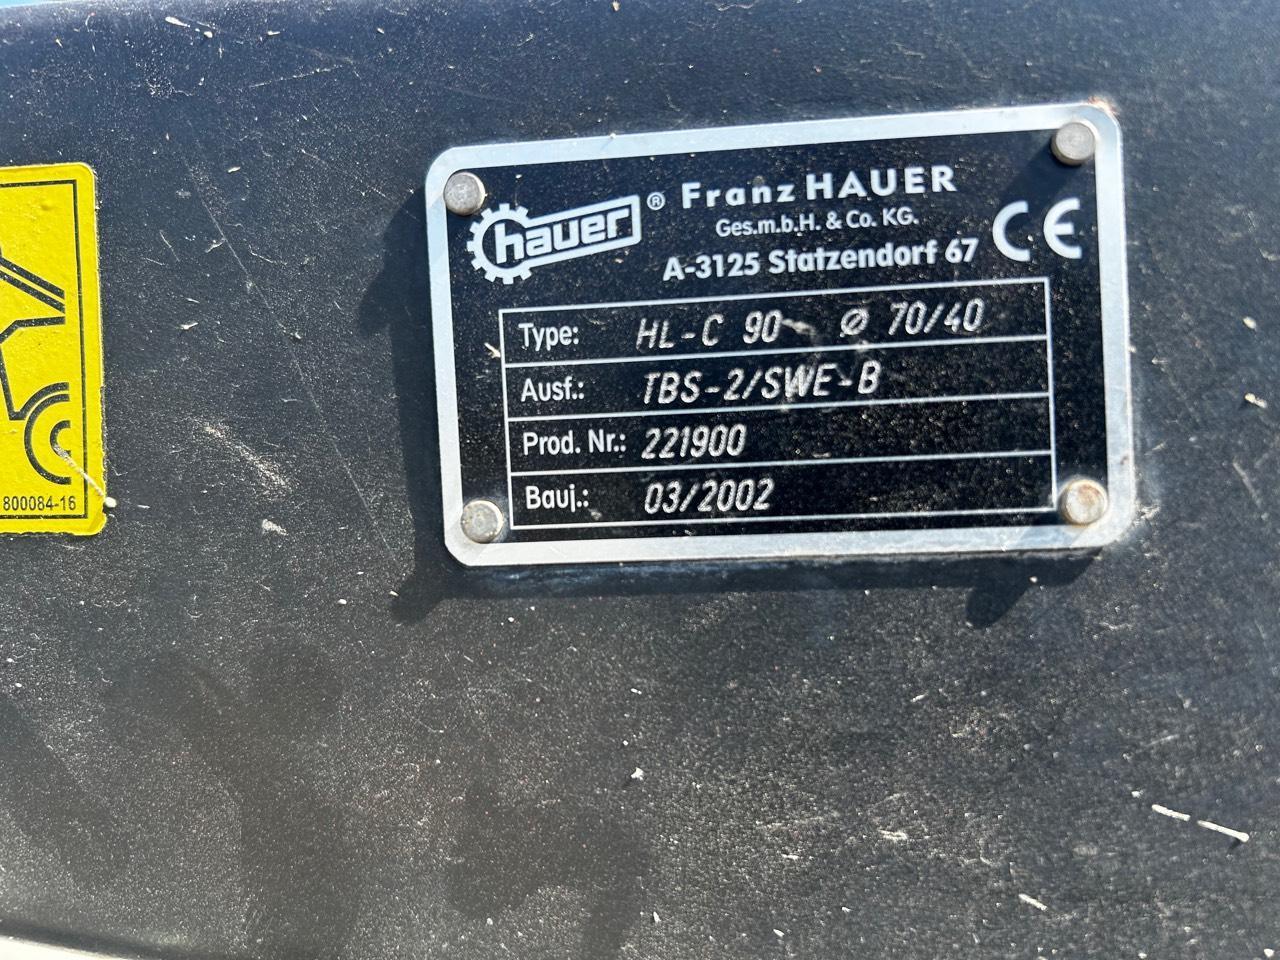 hauer ® Franz HAUER
Ges.m.b.H. & Co. KG.
A-3125 Statzendorf 67 CE
Type: HL-C 90 Ø 70/40
Ausf.: TBS-2/SWE-B
Prod. Nr.: 221900
Bauj.: 03/2002
800084-16